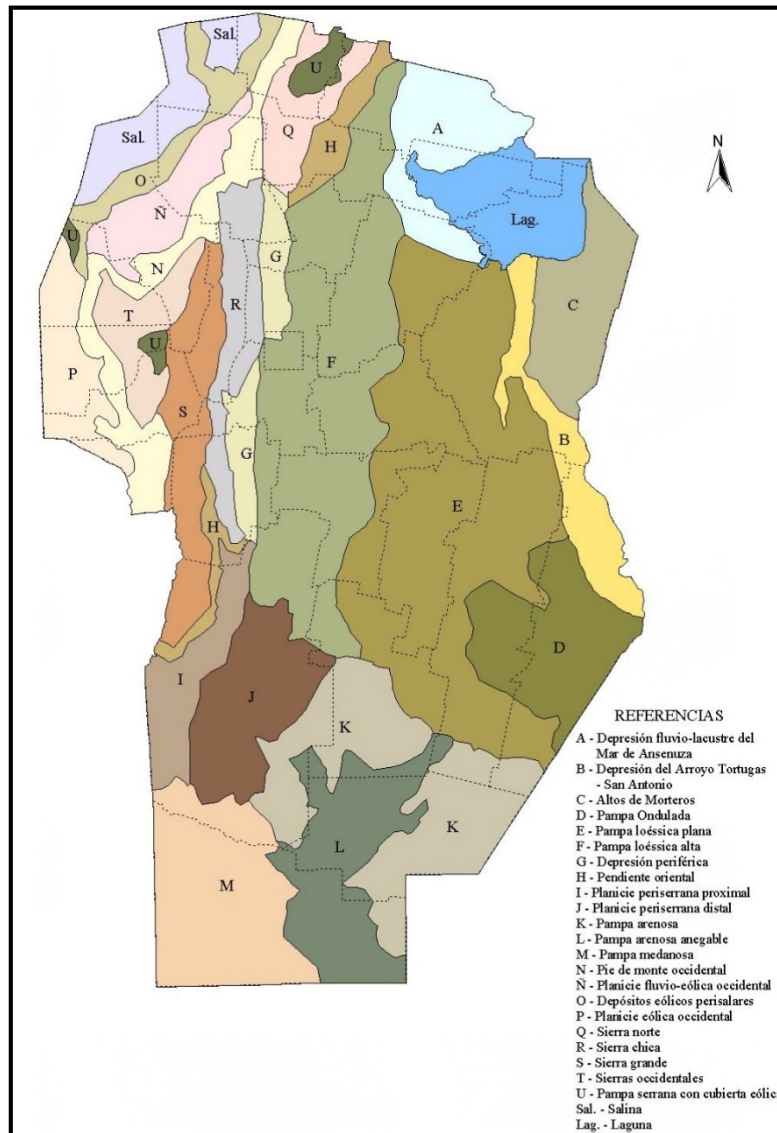 Sal.
U
N
A
Sal.
Q
H
O
Lag.
Ñ
U
N
G
R
C
T
F
U
P
S
B
G
E
H
D
I
J
K
K
L
M
REFERENCIAS
A - Depresión fluvio-lacustre del
Mar de Ansenuza
B - Depresión del Arroyo Tortugas
- San Antonio
C - Altos de Morteros
D - Pampa Ondulada
E - Pampa loéssica plana
F - Pampa loéssica alta
G - Depresión periférica
H - Pendiente oriental
I - Planicie periserrana proximal
J - Planicie periserrana distal
K - Pampa arenosa
L - Pampa arenosa anegable
M - Pampa medanosa
N - Pie de monte occidental
Ñ - Planicie fluvio-eólica occidental
O - Depósitos eólicos perisalares
P - Planicie eólica occidental
Q - Sierra norte
R - Sierra chica
S - Sierra grande
T - Sierras occidentales
U - Pampa serrana con cubierta eólica
Sal. - Salina
Lag. - Laguna